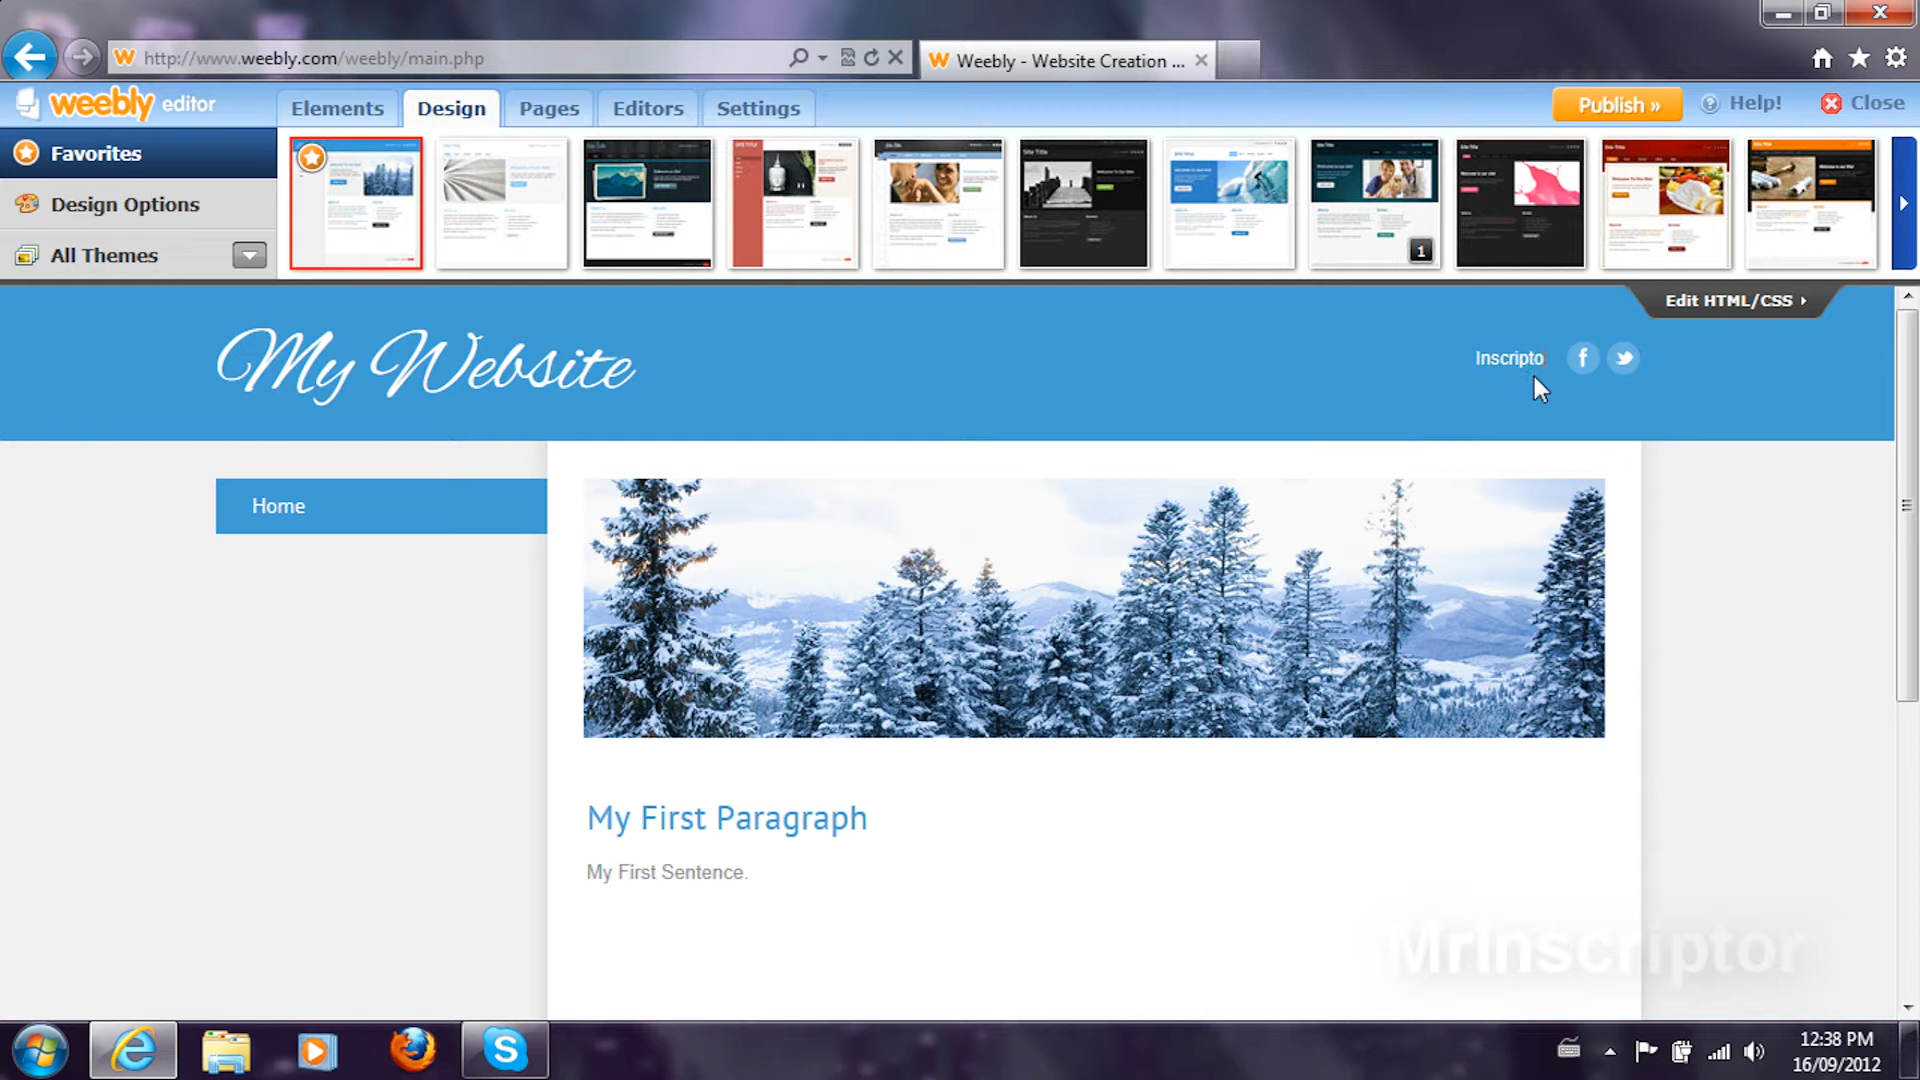 http://www.weebly.com/weebly/main.php
Weebly - Website Creation ...
weebly editor
Elements
Design
Pages
Editors
Settings
Publish »
Help!
Close
Favorites
Design Options
All Themes
1
Edit HTML/CSS
My Website
Inscripto
Home
My First Paragraph
My First Sentence.
MrInscriptor
12:38 PM
16/09/2012